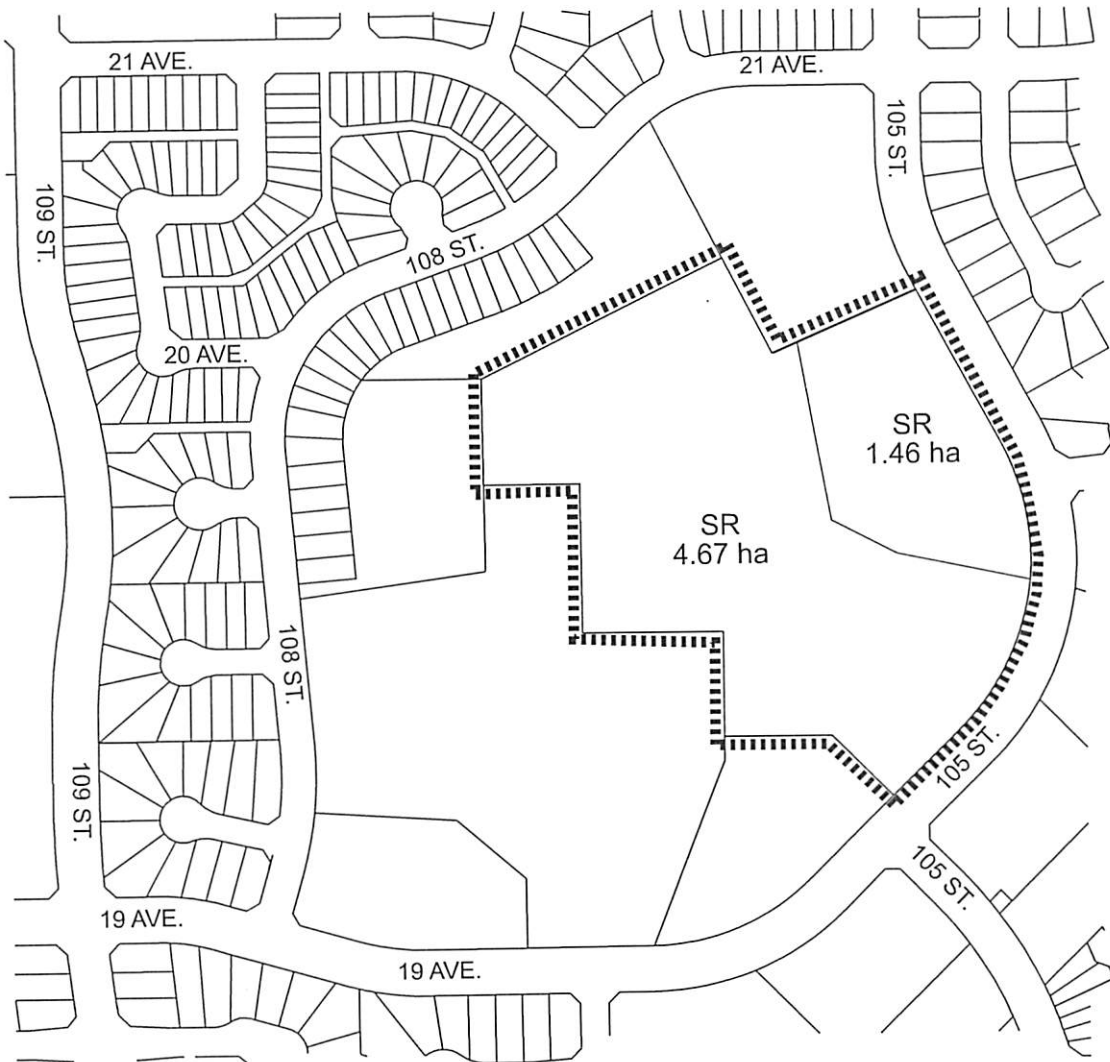 21 AVE.
21 AVE.
105 ST.
109 ST.
108 ST.
20 AVE.
SR
1.46 ha
SR
4.67 ha
108 ST.
105 ST.
109 ST.
105 ST.
19 AVE.
19 AVE.